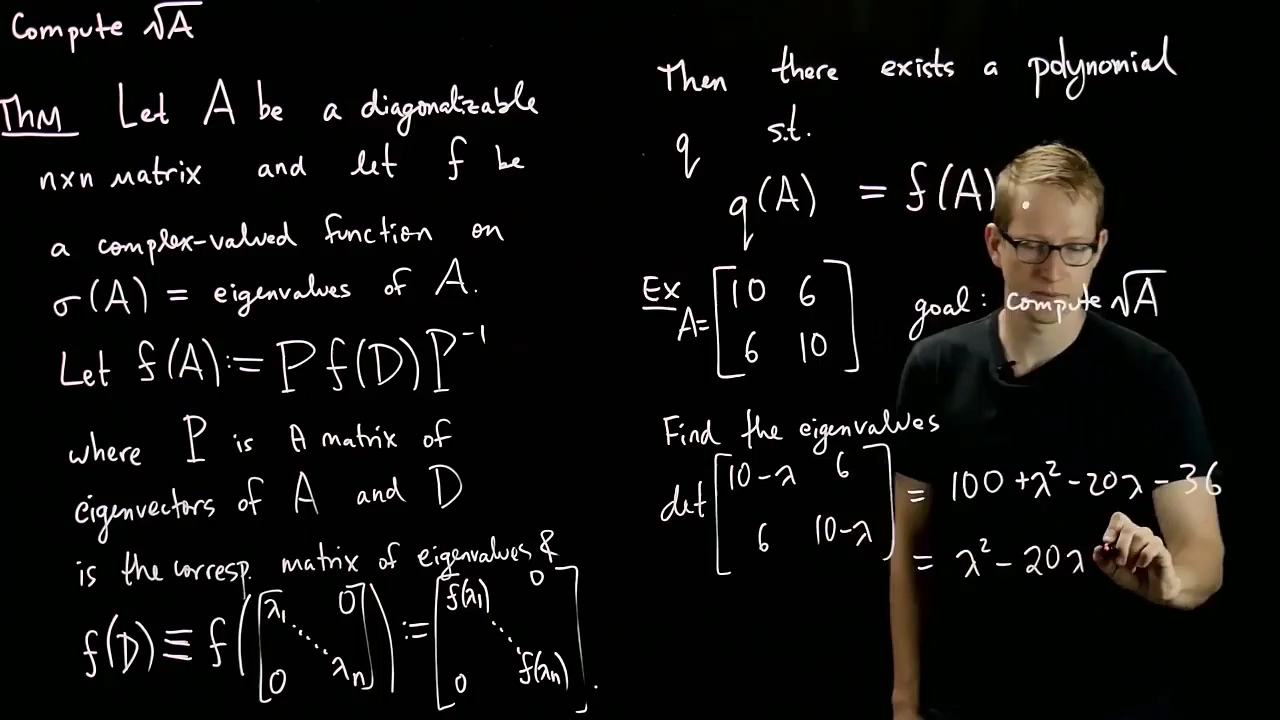 Compute √A
Thm Let A be a diagonalizable
n×n matrix and let f be
a complex-valued function on
σ(A) = eigenvalues of A.
Let f(A) := P f(D) P⁻¹
where P is A matrix of
eigenvectors of A and D
is the corresp. matrix of eigenvalues &
f(D) ≡ f([λ₁ 0 ⋱ 0 λₙ]) := [f(λ₁) 0 ⋱ 0 f(λₙ)].
Then there exists a polynomial
q s.t.
q(A) = f(A).
Ex A = [10 6
6 10] goal: compute √A
Find the eigenvalues
det [10-λ 6
6 10-λ] = 100 + λ² - 20λ - 36
= λ² - 20λ